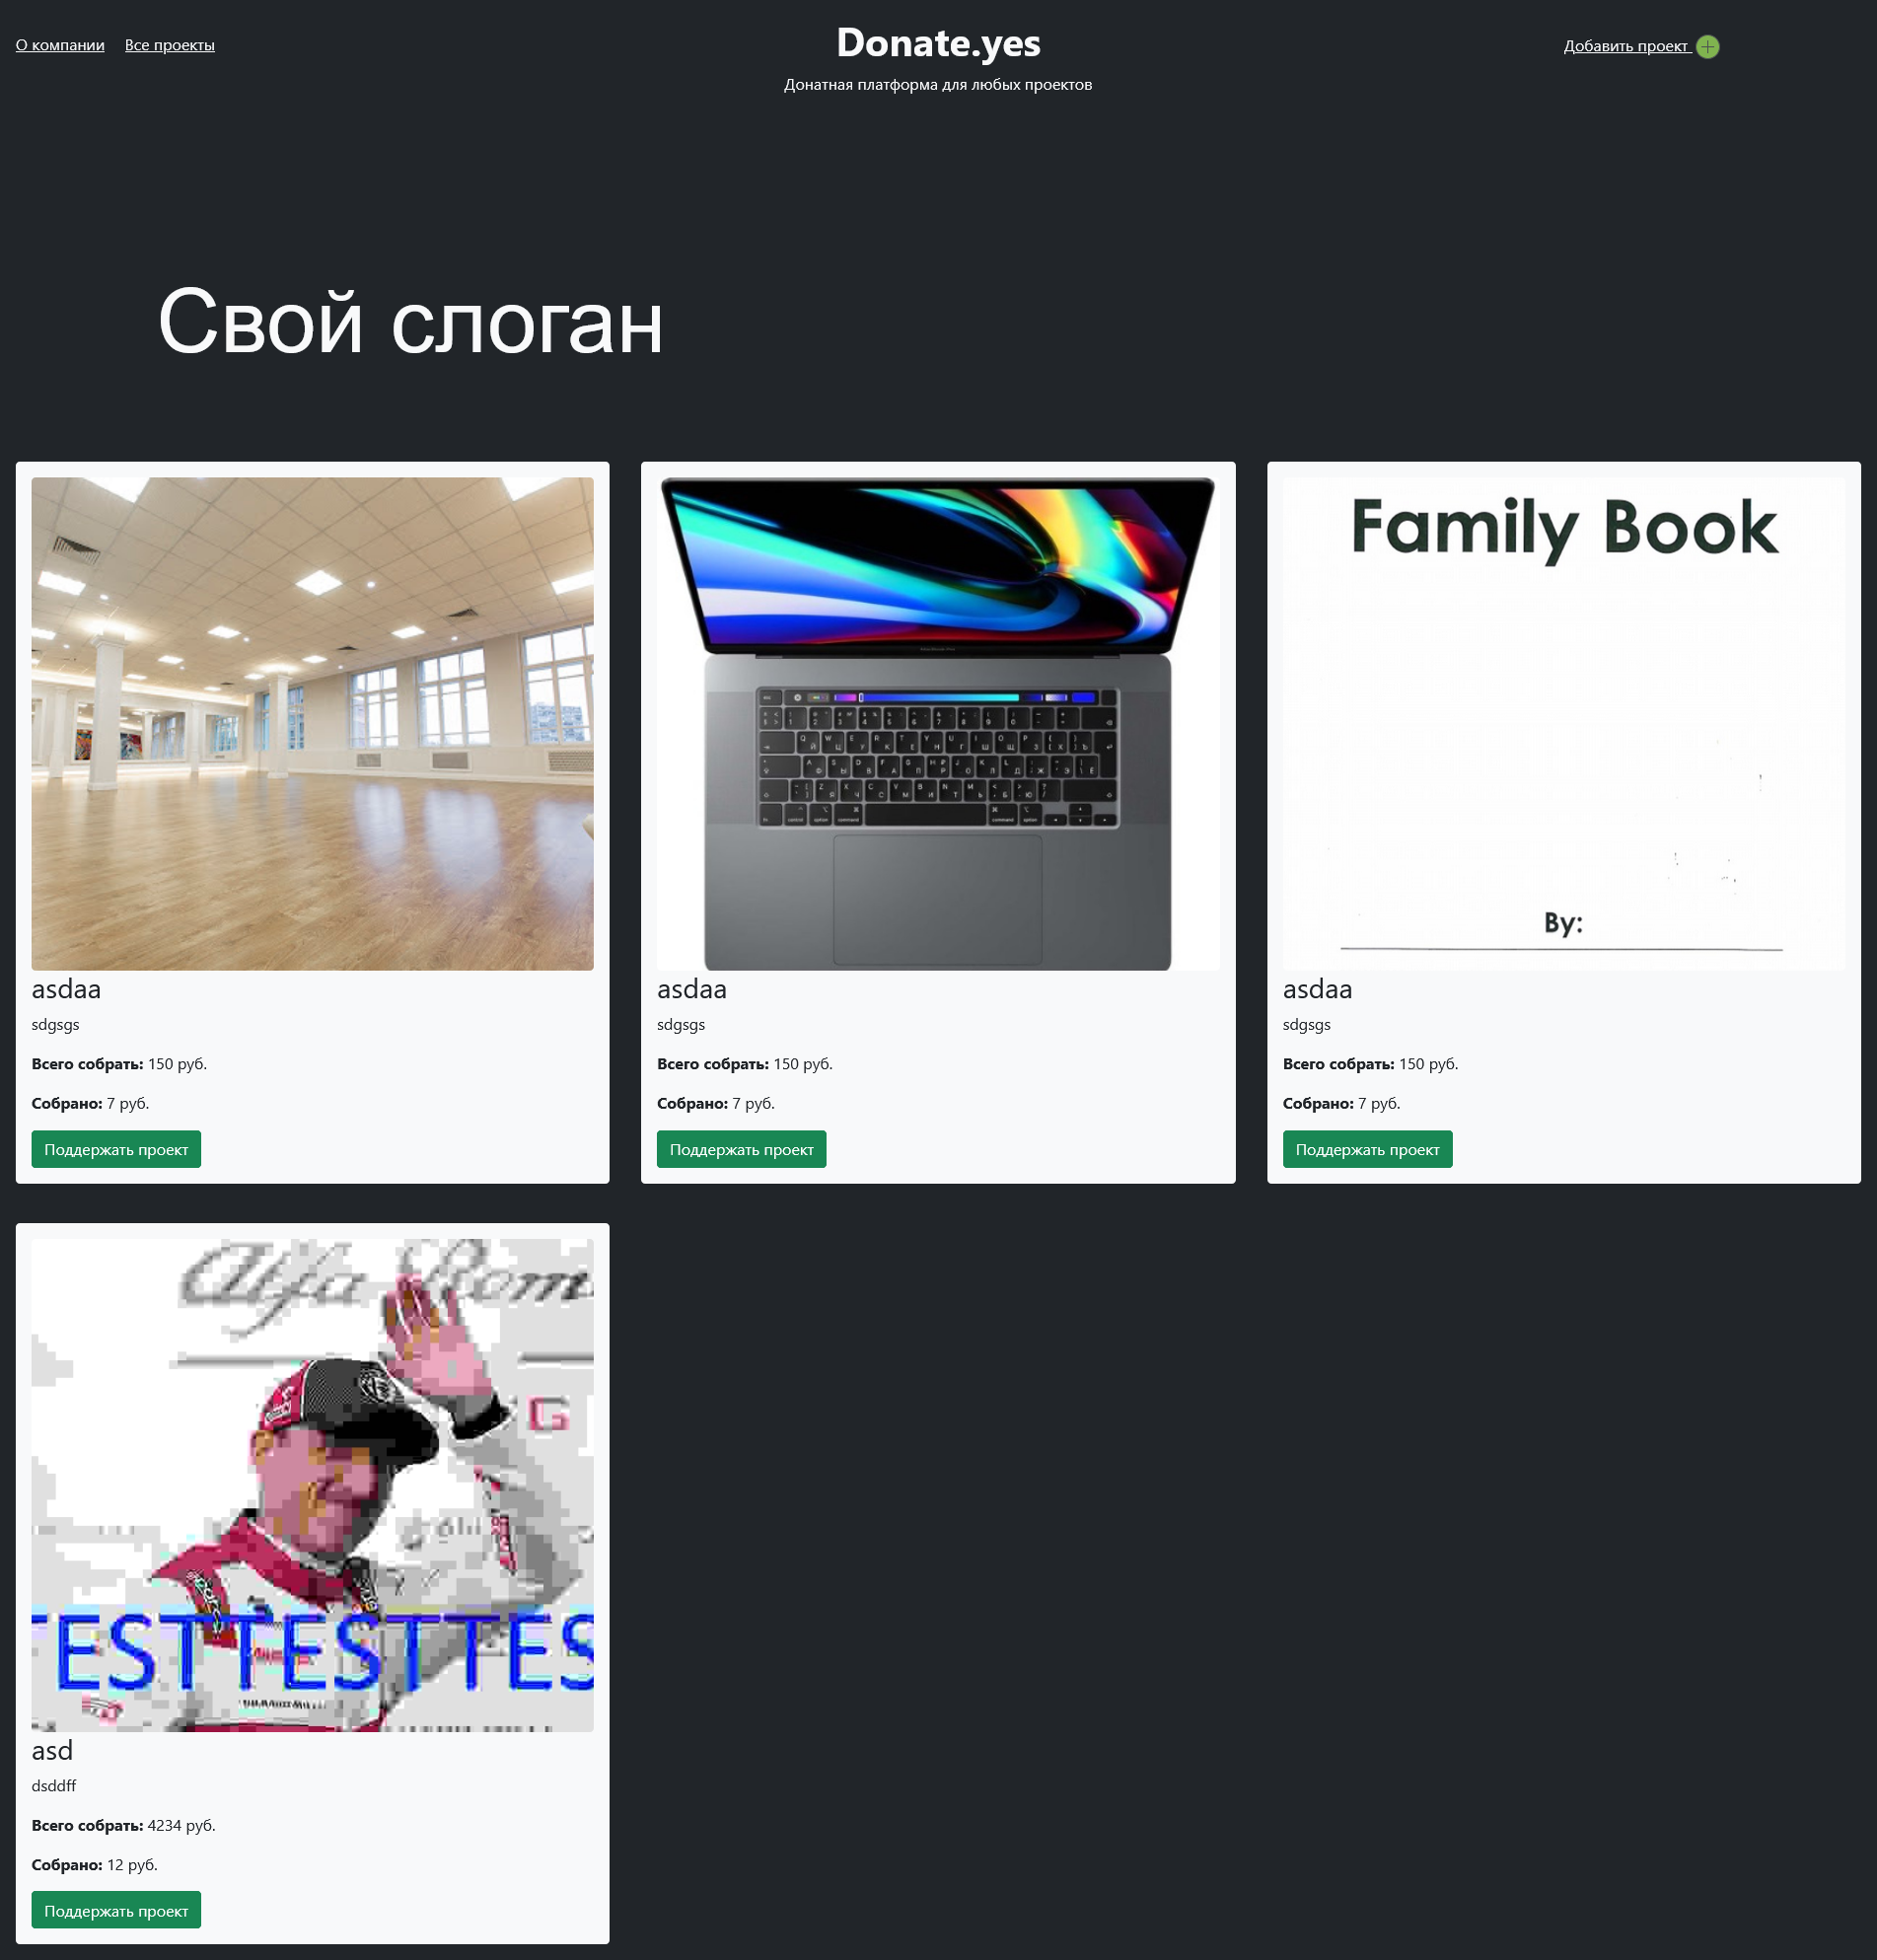 О компании Все проекты
Donate.yes
Добавить проект
Донатная платформа для любых проектов
Свой слоган
asdaa
sdgsgs
Всего собрать: 150 руб.
Собрано: 7 руб.
Поддержать проект
asdaa
sdgsgs
Всего собрать: 150 руб.
Собрано: 7 руб.
Поддержать проект
Family Book
By:
asdaa
sdgsgs
Всего собрать: 150 руб.
Собрано: 7 руб.
Поддержать проект
Alfa Rom
G
ESTTESTTES
asd
dsddff
Всего собрать: 4234 руб.
Собрано: 12 руб.
Поддержать проект